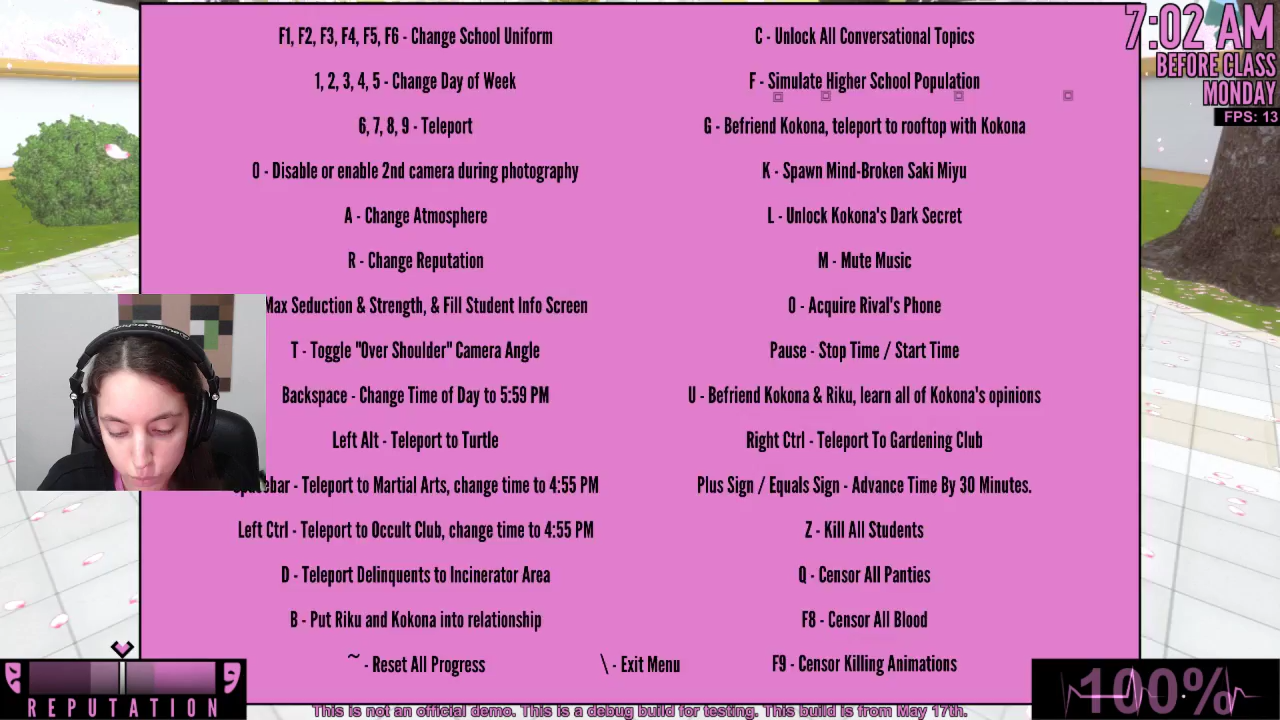 F1, F2, F3, F4, F5, F6 - Change School Uniform
1, 2, 3, 4, 5 - Change Day of Week
6, 7, 8, 9 - Teleport
0 - Disable or enable 2nd camera during photography
A - Change Atmosphere
R - Change Reputation
Max Seduction & Strength, & Fill Student Info Screen
T - Toggle "Over Shoulder" Camera Angle
Backspace - Change Time of Day to 5:59 PM
Left Alt - Teleport to Turtle
- Teleport to Martial Arts, change time to 4:55 PM
Left Ctrl - Teleport to Occult Club, change time to 4:55 PM
D - Teleport Delinquents to Incinerator Area
B - Put Riku and Kokona into relationship
~ - Reset All Progress
\ - Exit Menu
C - Unlock All Conversational Topics
F - Simulate Higher School Population
G - Befriend Kokona, teleport to rooftop with Kokona
K - Spawn Mind-Broken Saki Miyu
L - Unlock Kokona's Dark Secret
M - Mute Music
O - Acquire Rival's Phone
Pause - Stop Time / Start Time
U - Befriend Kokona & Riku, learn all of Kokona's opinions
Right Ctrl - Teleport To Gardening Club
Plus Sign / Equals Sign - Advance Time By 30 Minutes.
Z - Kill All Students
Q - Censor All Panties
F8 - Censor All Blood
F9 - Censor Killing Animations
7:02 AM
BEFORE CLASS
MONDAY
FPS: 13
REPUTATION
100%
This is not an official demo. This is a debug build for testing. This build is from May 17th.